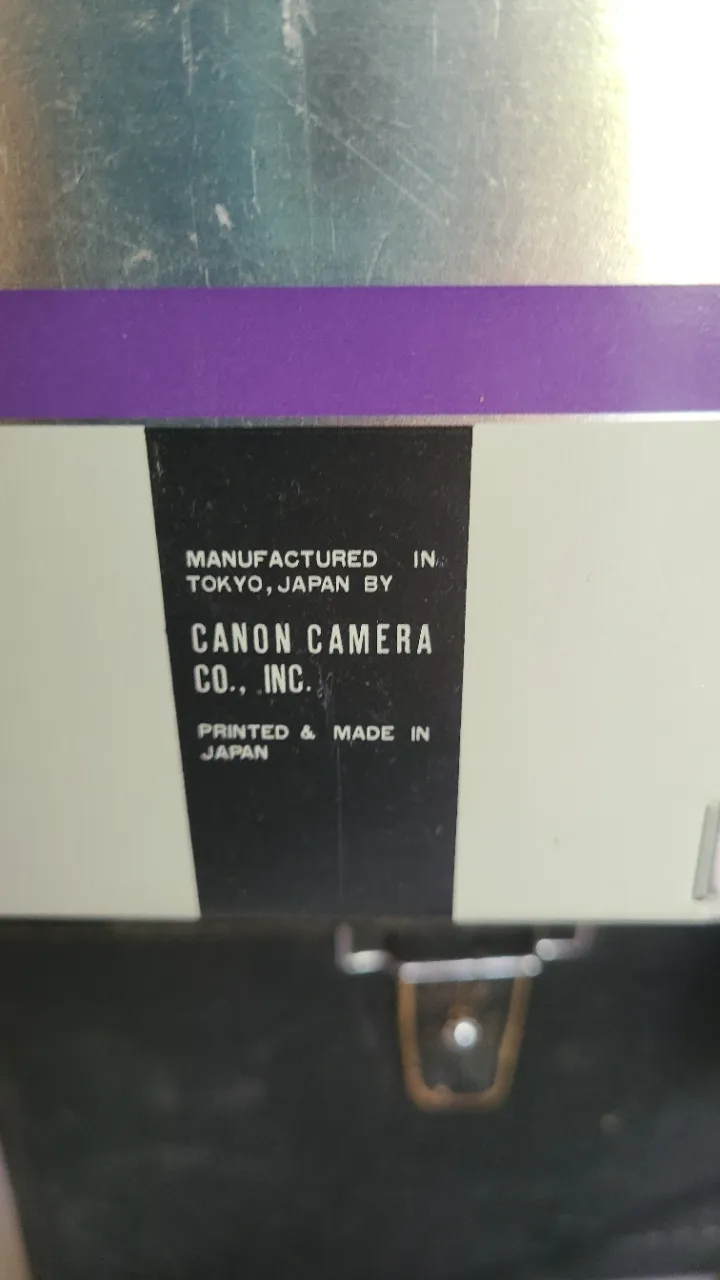 MANUFACTURED IN
TOKYO, JAPAN BY
CANON CAMERA
CO., INC.
PRINTED & MADE IN
JAPAN